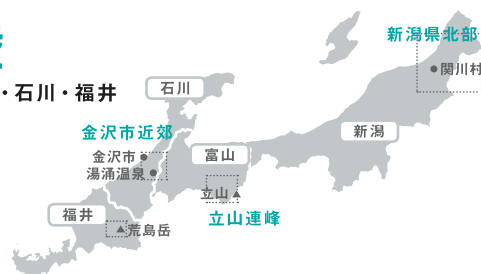 ・石川・福井
新潟県北部
関川村
石川
新潟
金沢市近郊
金沢市
湯涌温泉
富山
立山
立山連峰
福井
荒島岳